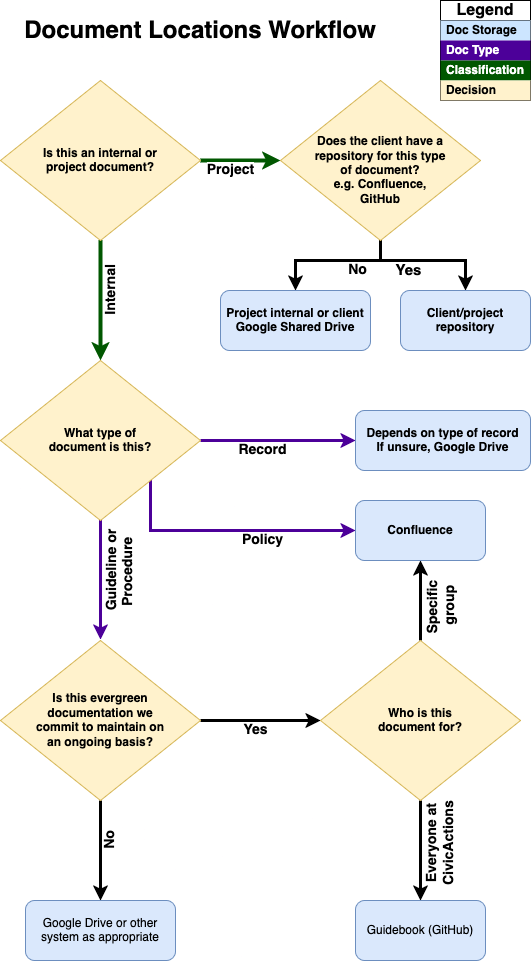 Document Locations Workflow
Legend
Doc Storage
Doc Type
Classification
Decision
Is this an internal or
project document?
Project
Does the client have a
repository for this type
of document?
e.g. Confluence,
GitHub
Internal
No
Yes
Project internal or client
Google Shared Drive
Client/project
repository
What type of
document is this?
Record
Depends on type of record
If unsure, Google Drive
Policy
Confluence
Guideline or
Procedure
Specific
group
Is this evergreen
documentation we
commit to maintain on
an ongoing basis?
Yes
Who is this
document for?
No
Everyone at
CivicActions
Google Drive or other
system as appropriate
Guidebook (GitHub)